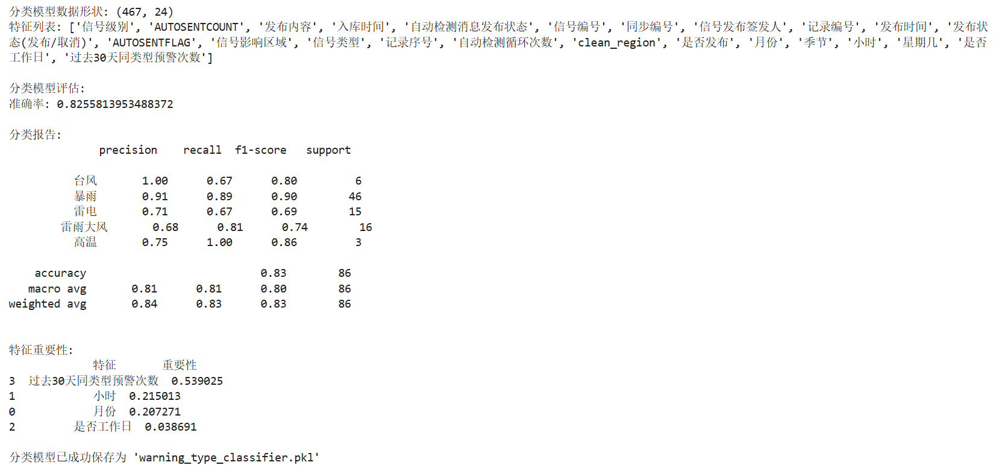 分类模型数据形状: (467, 24)
特征列表: ['信号级别', 'AUTOSENTCOUNT', '发布内容', '入库时间', '自动检测消息发布状态', '信号编号', '同步编号', '信号发布签发人', '记录编号', '发布时间', '发布状
态(发布/取消)', 'AUTOSENTFLAG', '信号影响区域', '信号类型', '记录序号', '自动检测循环次数', 'clean_region', '是否发布', '月份', '季节', '小时', '星期几', '是否
工作日', '过去30天同类型预警次数']
分类模型评估:
准确率: 0.8255813953488372
分类报告:
precision recall f1-score support
台风 1.00 0.67 0.80 6
暴雨 0.91 0.89 0.90 46
雷电 0.71 0.67 0.69 15
雷雨大风 0.68 0.81 0.74 16
高温 0.75 1.00 0.86 3
accuracy 0.83 86
macro avg 0.81 0.81 0.80 86
weighted avg 0.84 0.83 0.83 86
特征重要性:
特征 重要性
3 过去30天同类型预警次数 0.539025
1 小时 0.215013
0 月份 0.207271
2 是否工作日 0.038691
分类模型已成功保存为 'warning_type_classifier.pkl'